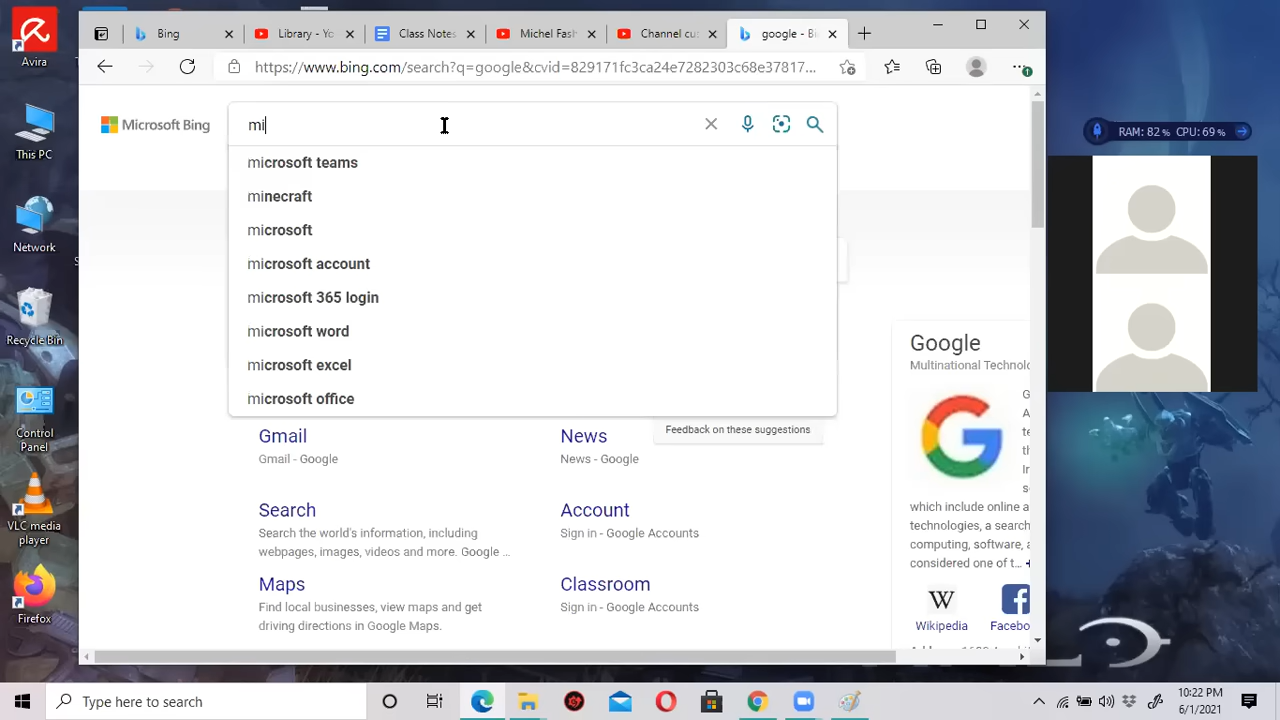 Avira
This PC
Network
Recycle Bin
Control Panel
VLC media player
Firefox
Bing
Library - Yo
Class Notes
Michel Fash
Channel cu
google - Bi
https://www.bing.com/search?q=google&cvid=829171fc3ca24e7282303c68e37817...
Microsoft Bing
mi
microsoft teams
minecraft
microsoft
microsoft account
microsoft 365 login
microsoft word
microsoft excel
microsoft office
Feedback on these suggestions
Gmail
Gmail - Google
News
News - Google
Search
Search the world's information, including
webpages, images, videos and more. Google ...
Account
Sign in - Google Accounts
Maps
Find local businesses, view maps and get
driving directions in Google Maps.
Classroom
Sign in - Google Accounts
Google
Multinational Technolo
which include online a
technologies, a search
computing, software, a
considered one of t...
Wikipedia
Facebo
RAM: 82 % CPU: 69 %
Type here to search
10:22 PM
6/1/2021